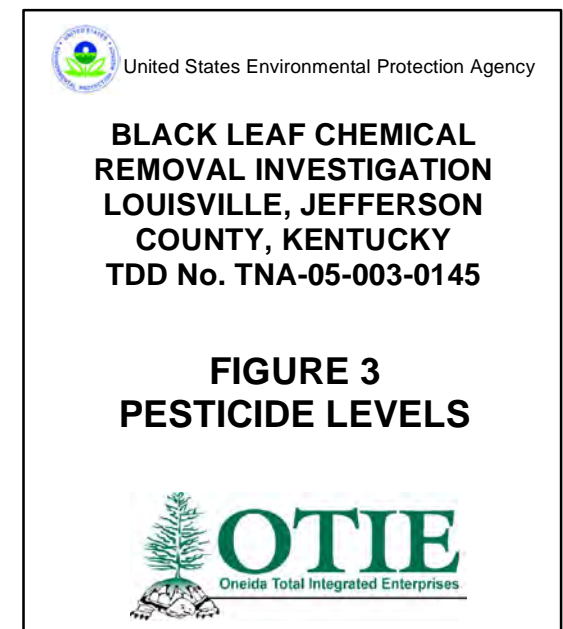 United States Environmental Protection Agency
BLACK LEAF CHEMICAL
REMOVAL INVESTIGATION
LOUISVILLE, JEFFERSON
COUNTY, KENTUCKY
TDD No. TNA-05-003-0145
FIGURE 3
PESTICIDE LEVELS
OTIE
Oneida Total Integrated Enterprises